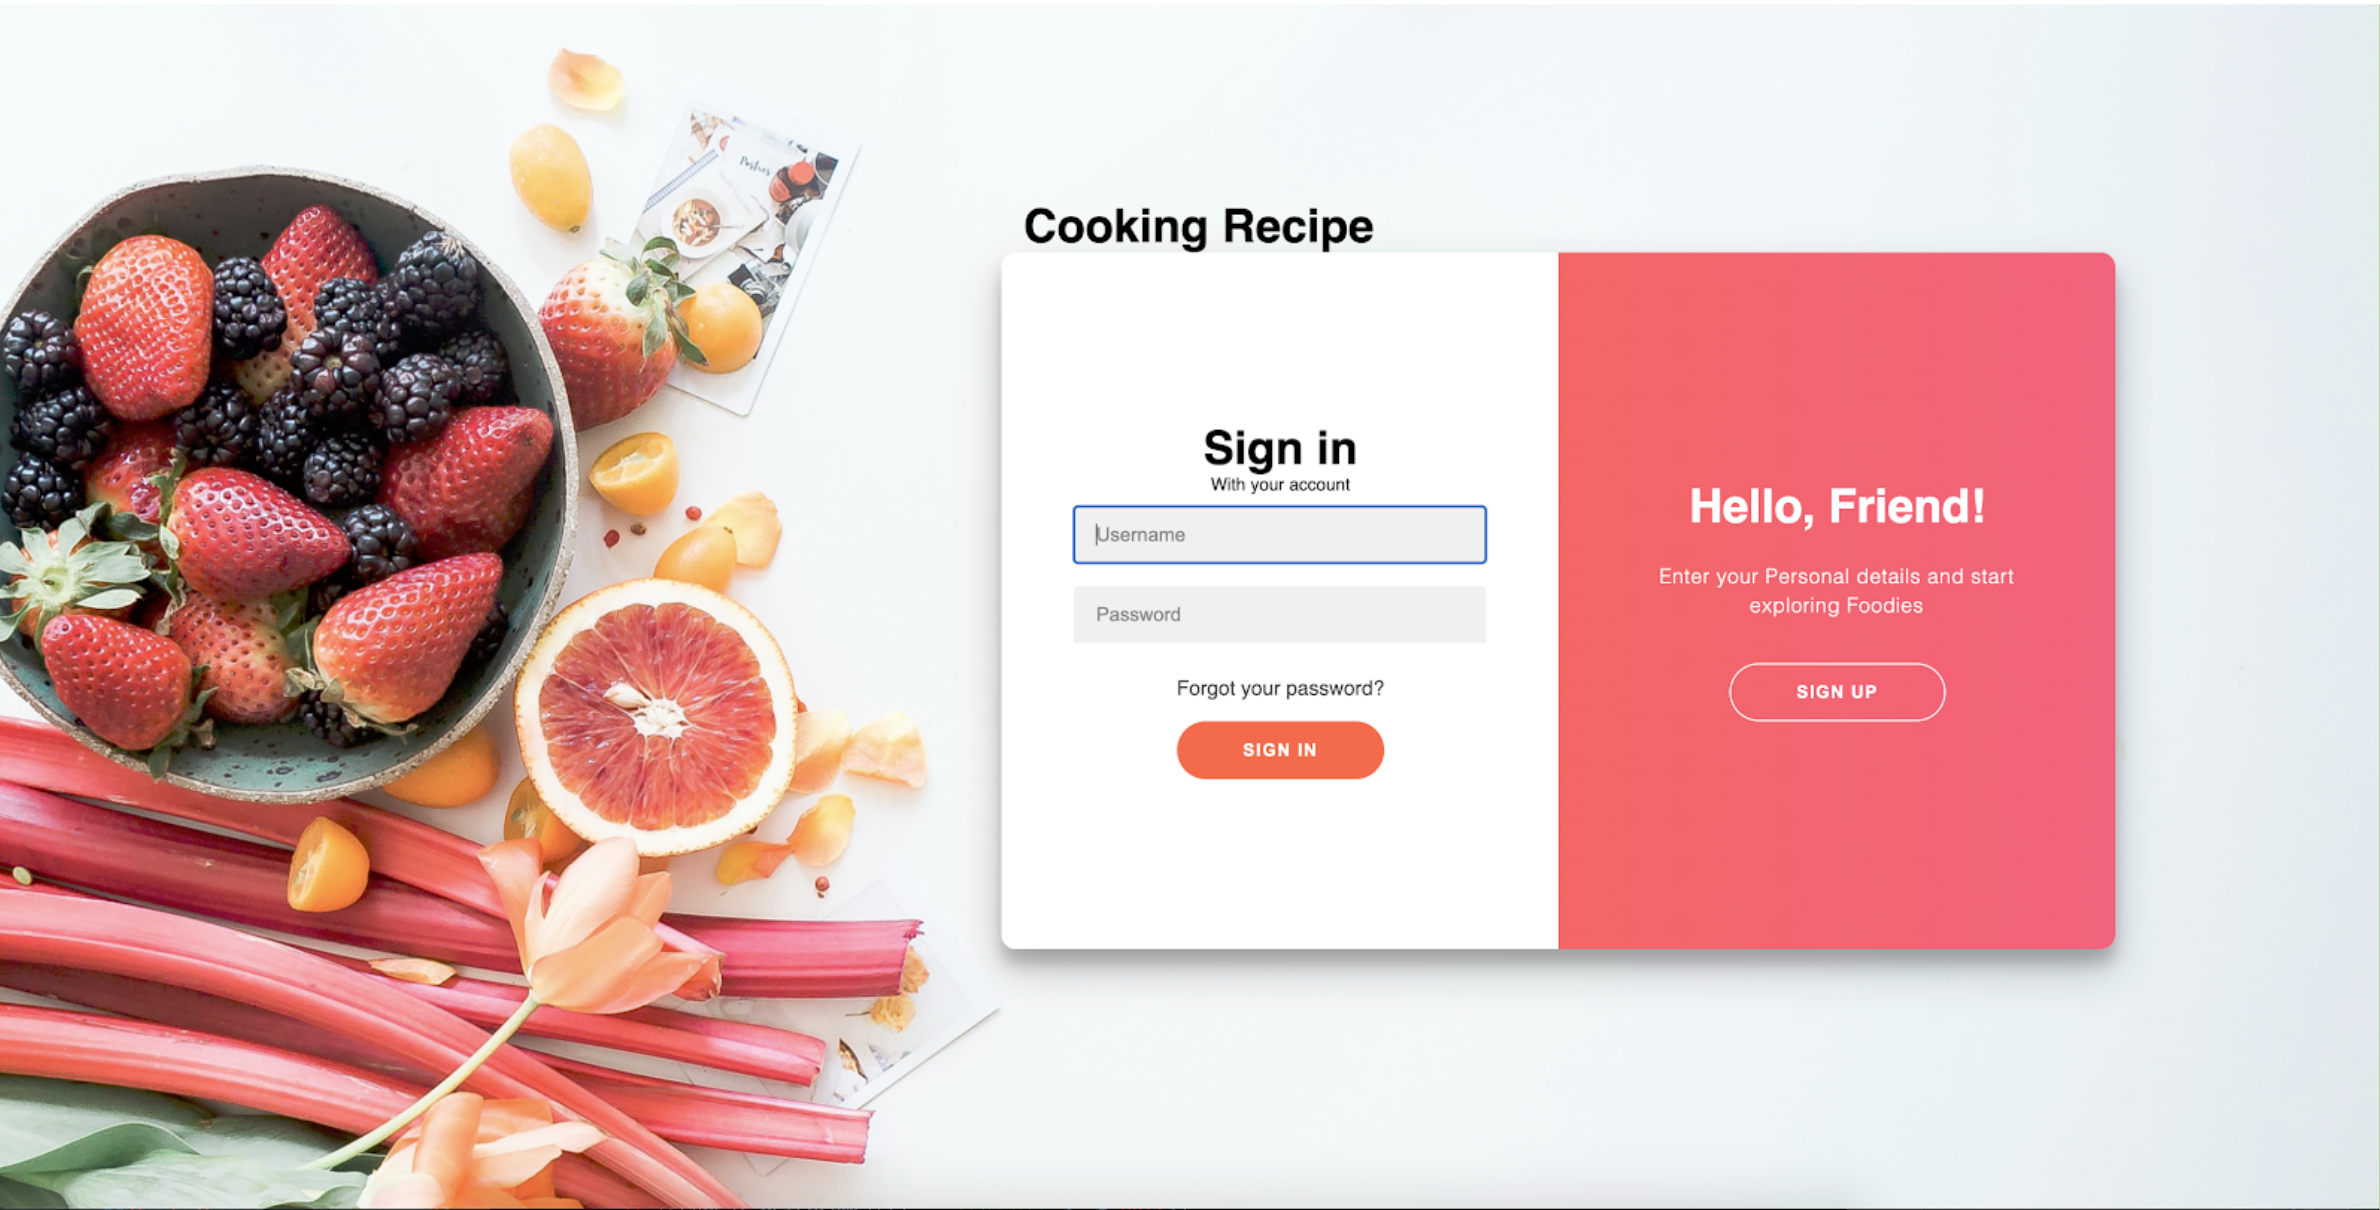 Cooking Recipe
Sign in
With your account
Username
Password
Forgot your password?
SIGN IN
Hello, Friend!
Enter your Personal details and start
exploring Foodies
SIGN UP